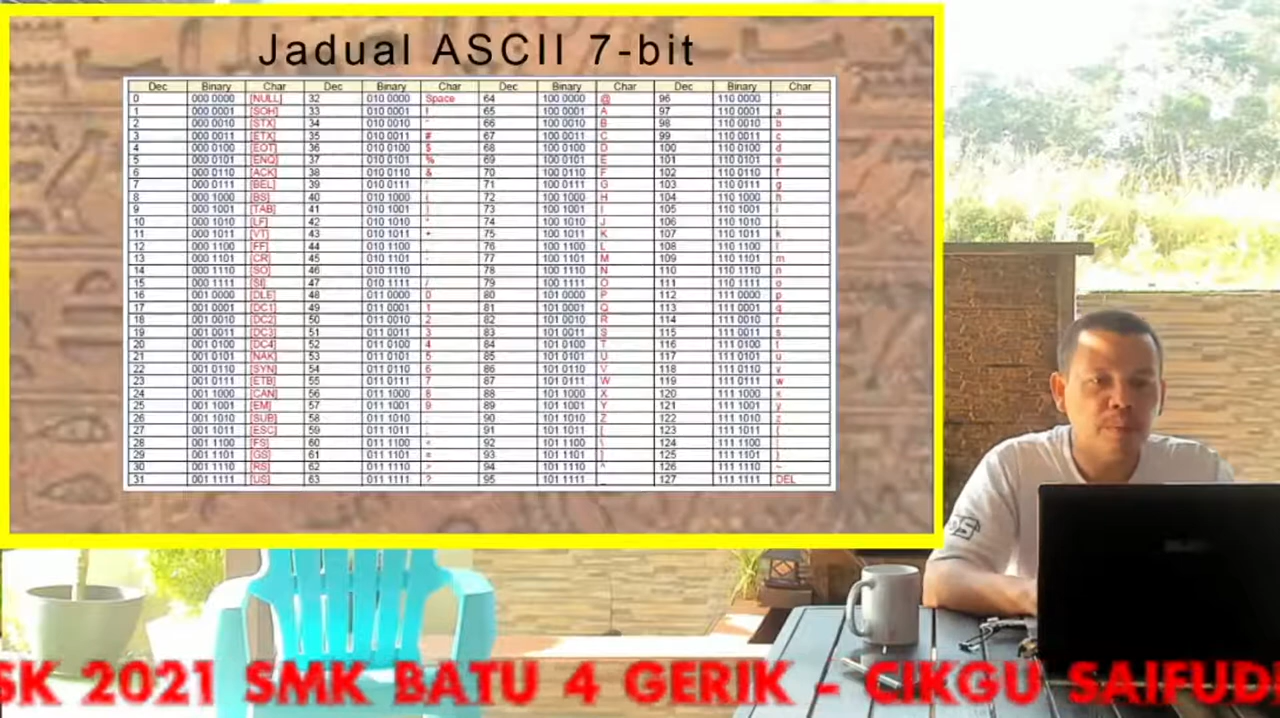 Jadual ASCII 7-bit
Dec Binary Char Dec Binary Char Dec Binary Char Dec Binary Char
0 000 0000 [NULL] 32 010 0000 Space 64 100 0000 @ 96 110 0000
1 000 0001 [SOH] 33 010 0001 ! 65 100 0001 A 97 110 0001 a
2 000 0010 [STX] 34 010 0010 " 66 100 0010 B 98 110 0010 b
3 000 0011 [ETX] 35 010 0011 # 67 100 0011 C 99 110 0011 c
4 000 0100 [EOT] 36 010 0100 $ 68 100 0100 D 100 110 0100 d
5 000 0101 [ENQ] 37 010 0101 % 69 100 0101 E 101 110 0101 e
6 000 0110 [ACK] 38 010 0110 & 70 100 0110 F 102 110 0110 f
7 000 0111 [BEL] 39 010 0111 ' 71 100 0111 G 103 110 0111 g
8 000 1000 [BS] 40 010 1000 ( 72 100 1000 H 104 110 1000 h
9 000 1001 [TAB] 41 010 1001 ) 73 100 1001 I 105 110 1001 i
10 000 1010 [LF] 42 010 1010 * 74 100 1010 J 106 110 1010 j
11 000 1011 [VT] 43 010 1011 + 75 100 1011 K 107 110 1011 k
12 000 1100 [FF] 44 010 1100 76 100 1100 L 108 110 1100 l
13 000 1101 [CR] 45 010 1101 - 77 100 1101 M 109 110 1101 m
14 000 1110 [SO] 46 010 1110 78 100 1110 N 110 110 1110 n
15 000 1111 [SI] 47 010 1111 / 79 100 1111 O 111 110 1111 o
16 001 0000 [DLE] 48 011 0000 0 80 101 0000 P 112 111 0000 p
17 001 0001 [DC1] 49 011 0001 1 81 101 0001 Q 113 111 0001 q
18 001 0010 [DC2] 50 011 0010 2 82 101 0010 R 114 111 0010 r
19 001 0011 [DC3] 51 011 0011 3 83 101 0011 S 115 111 0011 s
20 001 0100 [DC4] 52 011 0100 4 84 101 0100 T 116 111 0100 t
21 001 0101 [NAK] 53 011 0101 5 85 101 0101 U 117 111 0101 u
22 001 0110 [SYN] 54 011 0110 6 86 101 0110 V 118 111 0110 v
23 001 0111 [ETB] 55 011 0111 7 87 101 0111 W 119 111 0111 w
24 001 1000 [CAN] 56 011 1000 8 88 101 1000 X 120 111 1000 x
25 001 1001 [EM] 57 011 1001 9 89 101 1001 Y 121 111 1001 y
26 001 1010 [SUB] 58 011 1010 : 90 101 1010 Z 122 111 1010 z
27 001 1011 [ESC] 59 011 1011 ; 91 101 1011 [ 123 111 1011 {
28 001 1100 [FS] 60 011 1100 < 92 101 1100 \ 124 111 1100 |
29 001 1101 [GS] 61 011 1101 = 93 101 1101 ] 125 111 1101 }
30 001 1110 [RS] 62 011 1110 > 94 101 1110 ^ 126 111 1110 ~
31 001 1111 [US] 63 011 1111 ? 95 101 1111 _ 127 111 1111 DEL
SK 2021 SMK BATU 4 GERIK - CIKGU SAIFUD